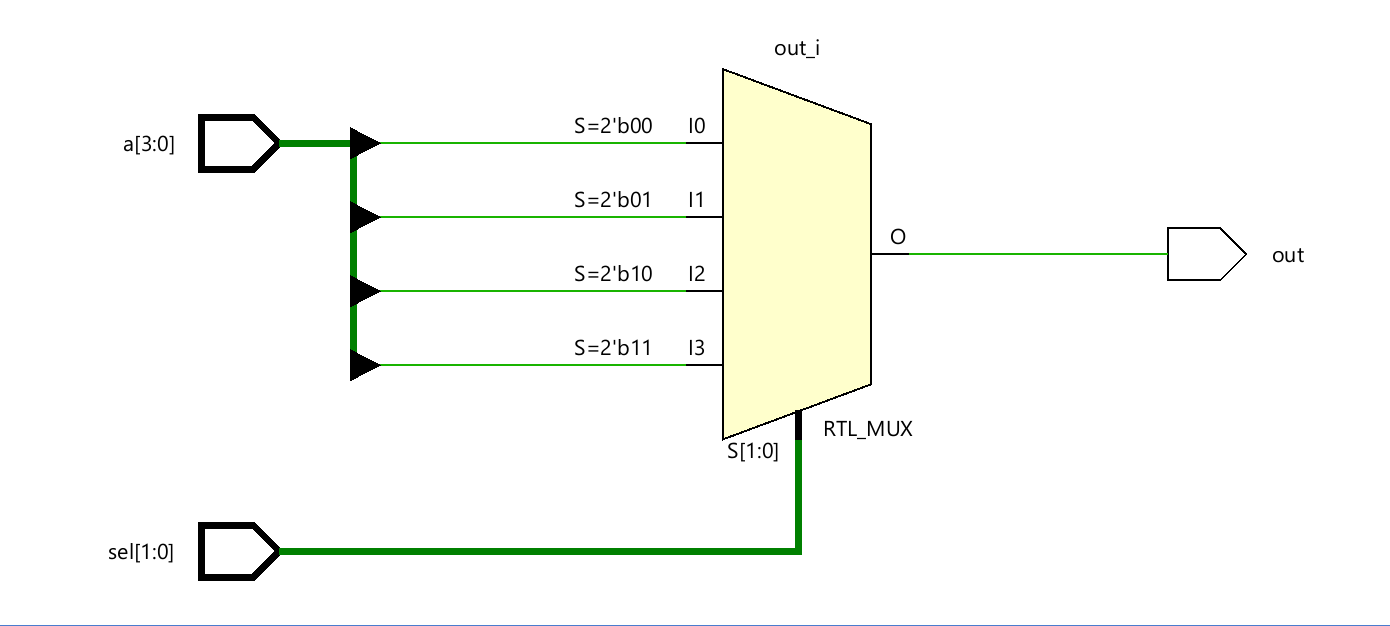 out_i
a[3:0]
S=2'b00 I0
S=2'b01 I1
S=2'b10 I2
S=2'b11 I3
O
out
S[1:0]
RTL_MUX
sel[1:0]